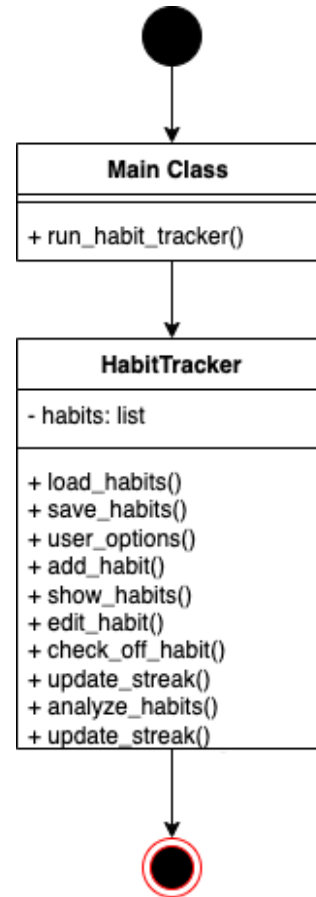 Main Class
+ run_habit_tracker()
HabitTracker
- habits: list
+ load_habits()
+ save_habits()
+ user_options()
+ add_habit()
+ show_habits()
+ edit_habit()
+ check_off_habit()
+ update_streak()
+ analyze_habits()
+ update_streak()